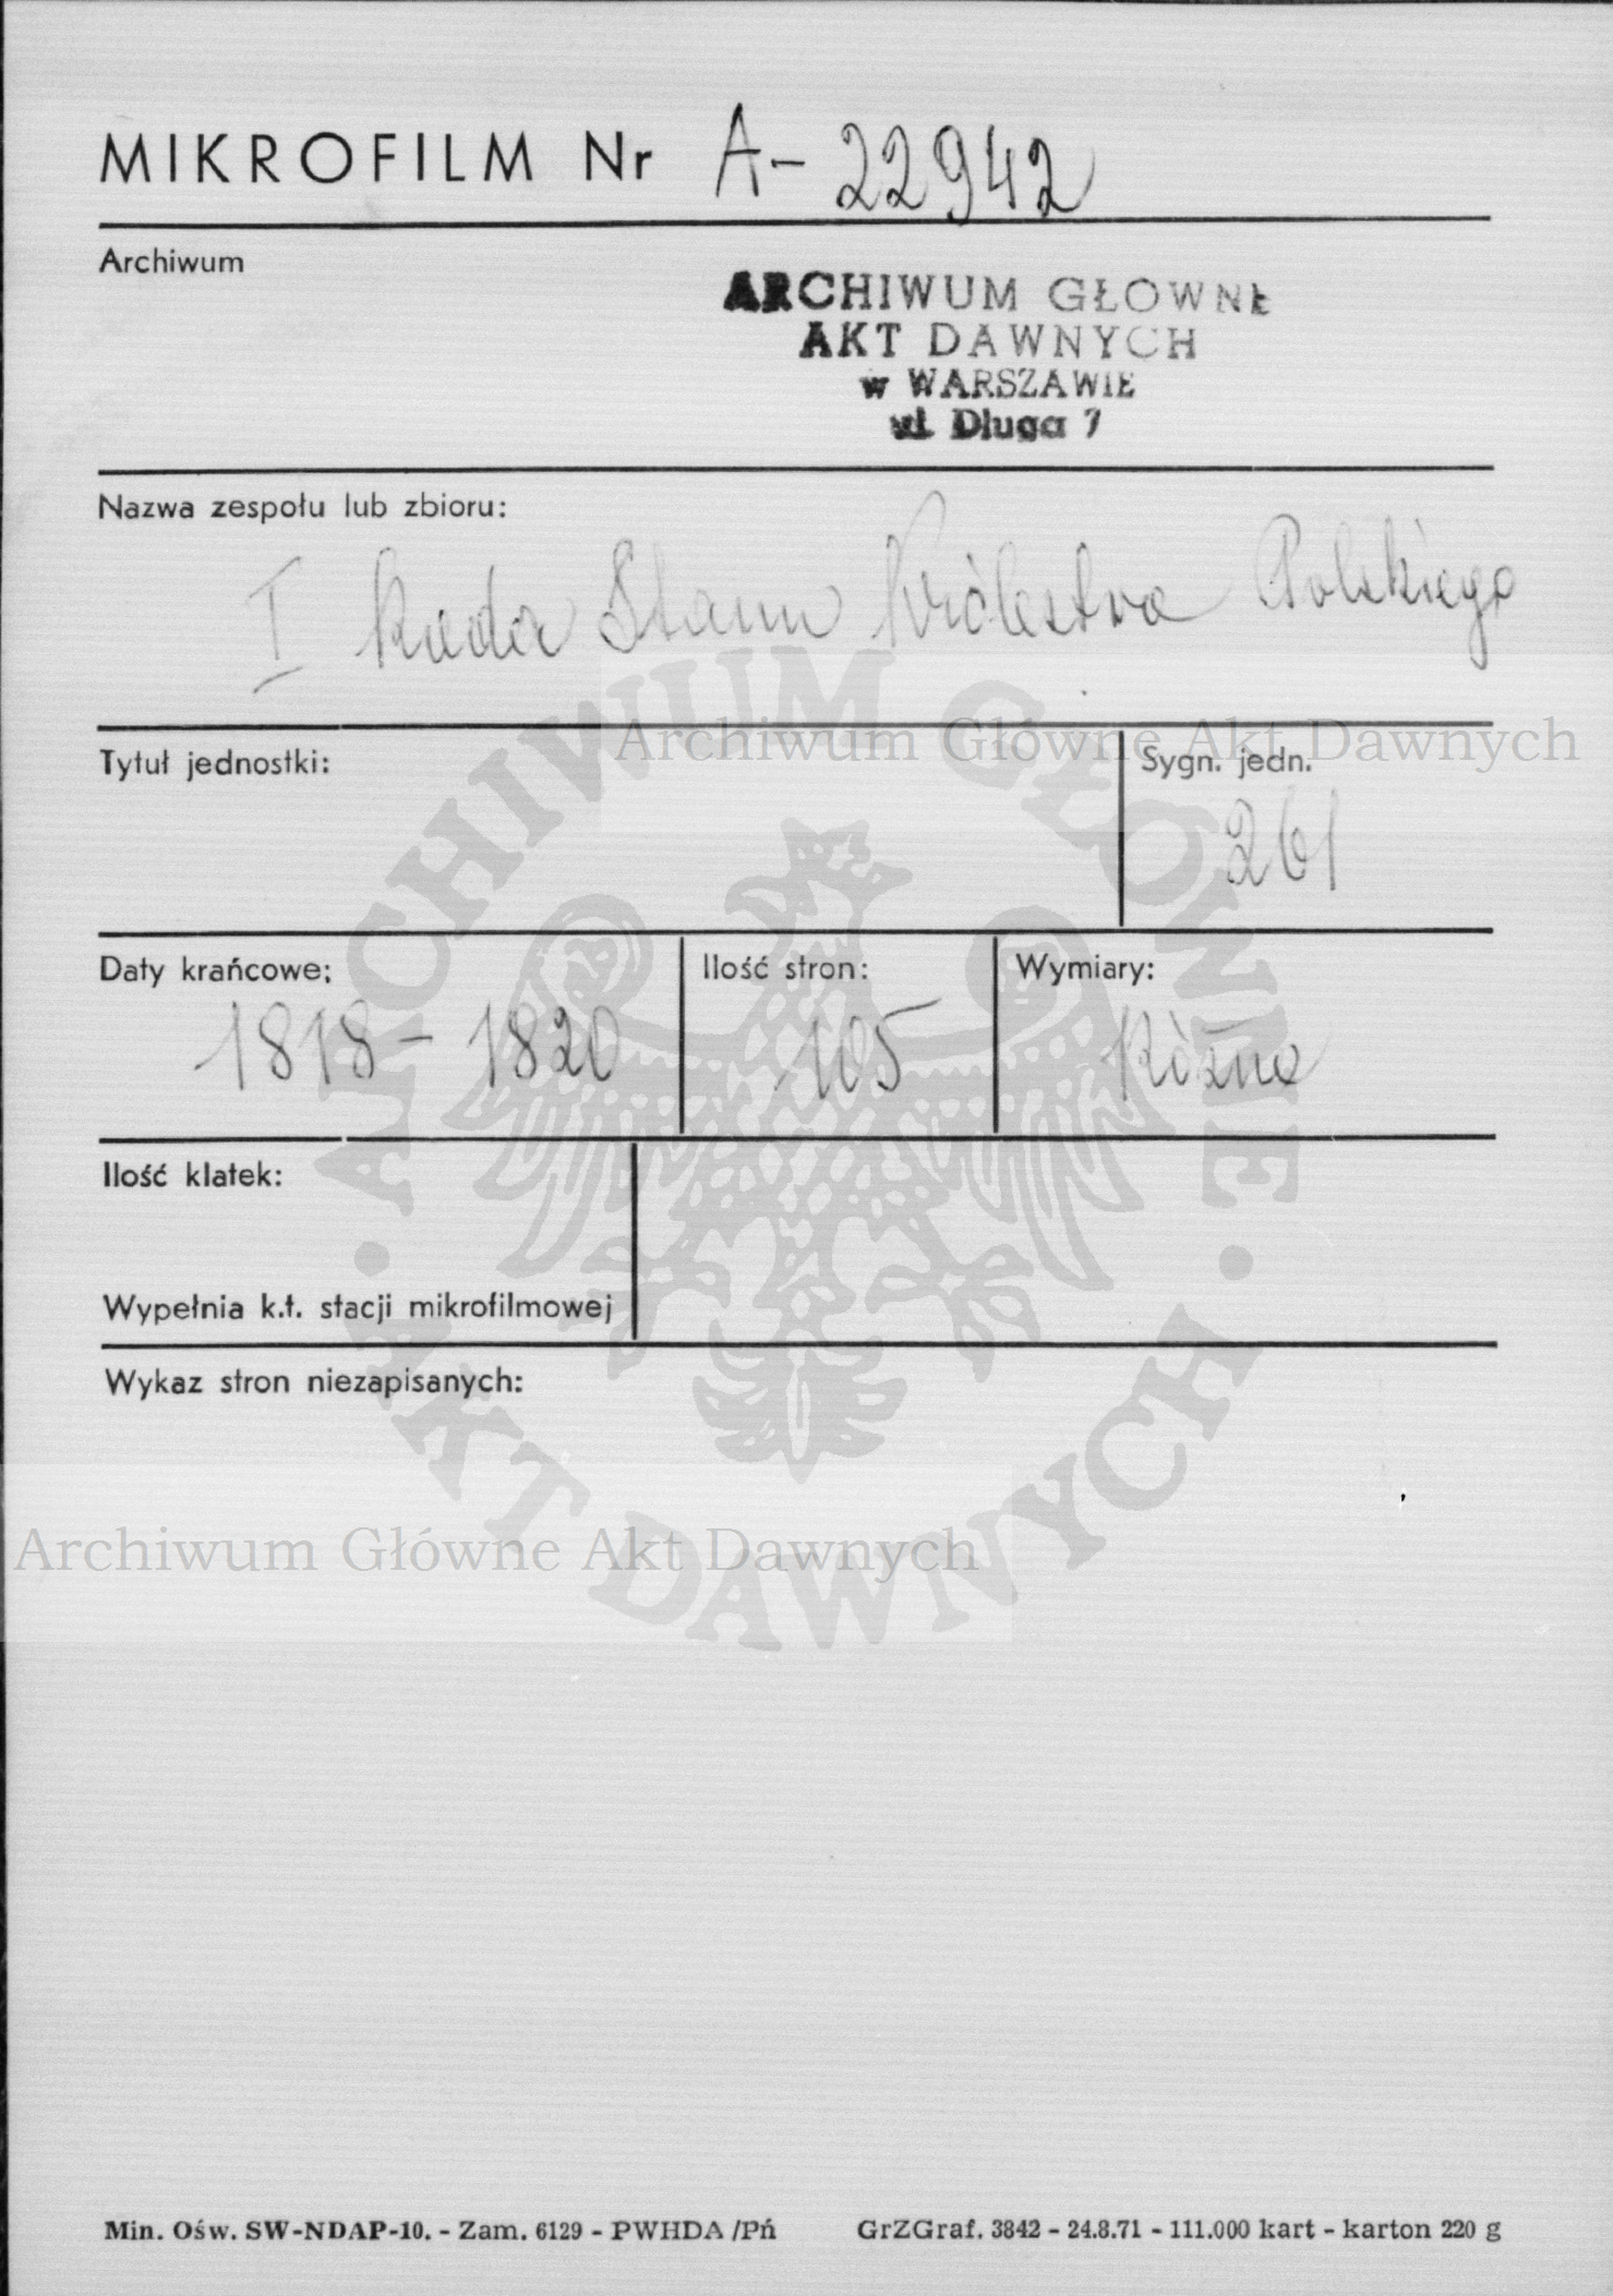 MIKROFILM Nr A-22942
Archiwum
ARCHIWUM GŁOWNE
AKT DAWNYCH
w WARSZAWIE
ul. Długa 7
Nazwa zespołu lub zbioru:
I Rada Stanu Królestwa Polskiego
Archiwum Główne Akt Dawnych
Tytuł jednostki:
Sygn. jedn.
261
Daty krańcowe:
1818 - 1820
Ilość stron:
105
Wymiary:
Różne
Ilość klatek:
Wypełnia k.t. stacji mikrofilmowej
Wykaz stron niezapisanych:
ARCHIWUM GŁÓWNE
• AKT DAWNYCH •
Archiwum Główne Akt Dawnych
Min. Ośw. SW-NDAP-10. - Zam. 6129 - PWHDA /Pń
GrZGraf. 3842 - 24.8.71 - 111.000 kart - karton 220 g